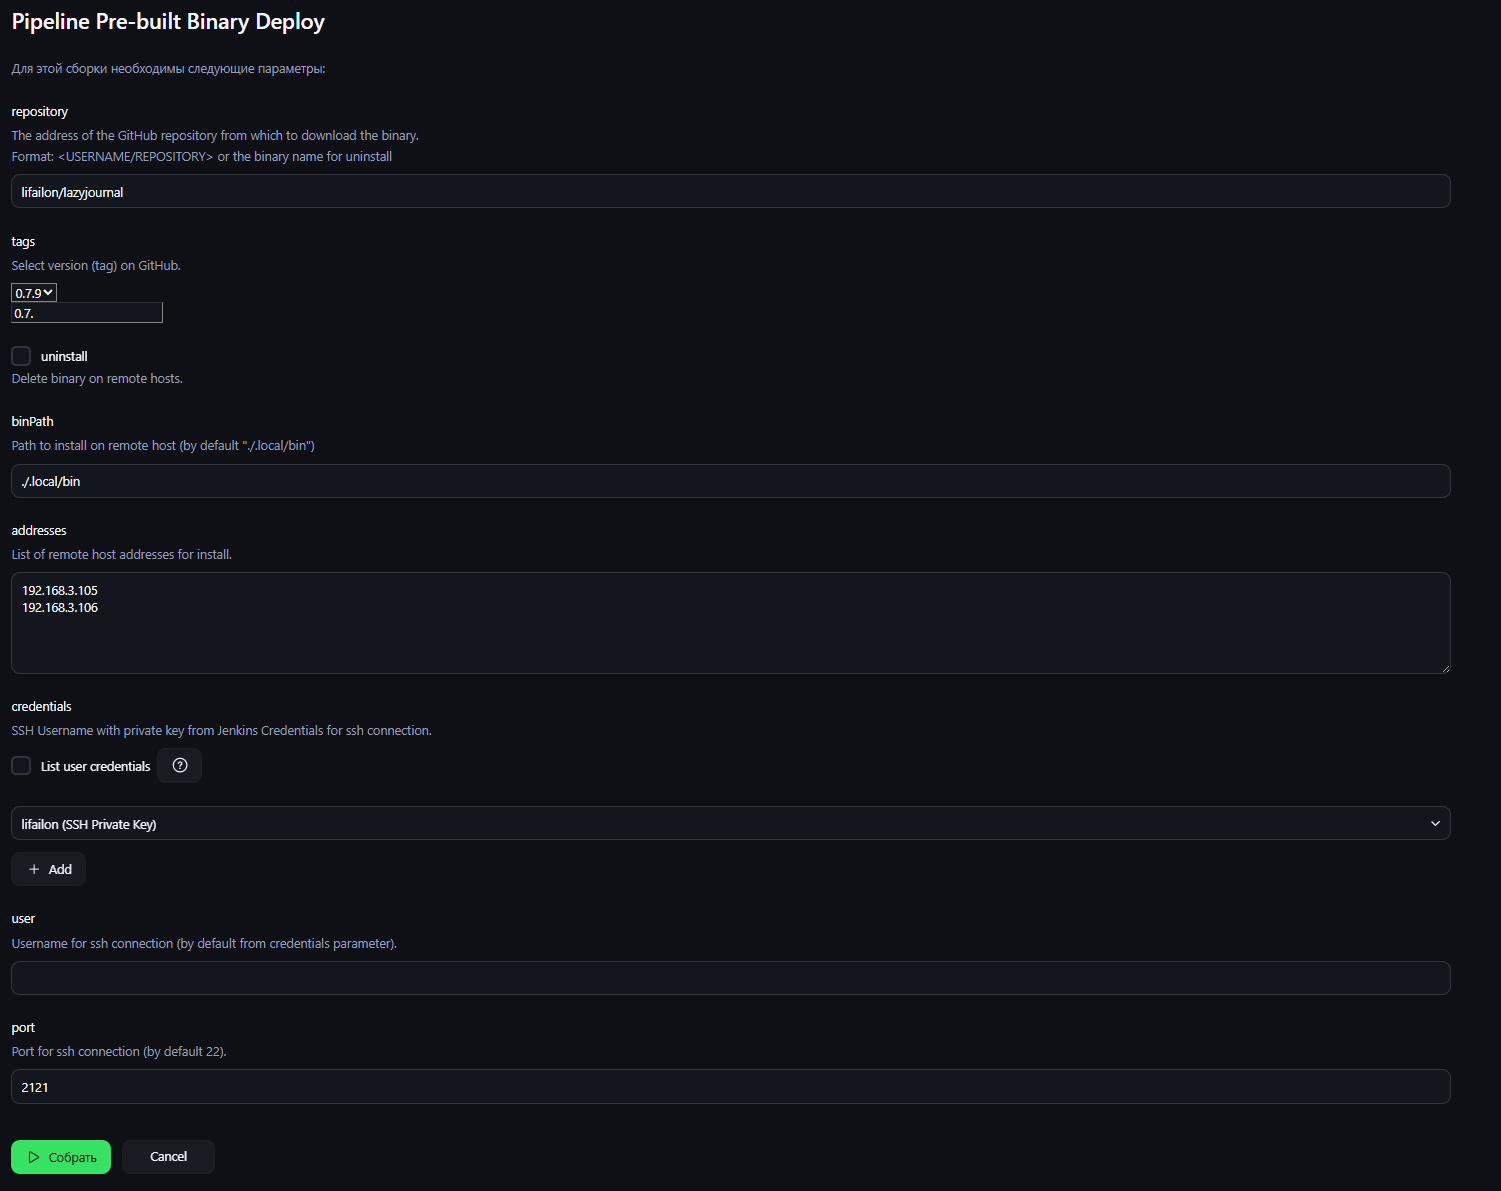 Pipeline Pre-built Binary Deploy
Для этой сборки необходимы следующие параметры:
repository
The address of the GitHub repository from which to download the binary.
Format: <USERNAME/REPOSITORY> or the binary name for uninstall
lifailon/lazyjournal
tags
Select version (tag) on GitHub.
0.7.9
0.7.
uninstall
Delete binary on remote hosts.
binPath
Path to install on remote host (by default "./.local/bin")
./.local/bin
addresses
List of remote host addresses for install.
192.168.3.105
192.168.3.106
credentials
SSH Username with private key from Jenkins Credentials for ssh connection.
List user credentials
lifailon (SSH Private Key)
+ Add
user
Username for ssh connection (by default from credentials parameter).
port
Port for ssh connection (by default 22).
2121
Собрать Cancel